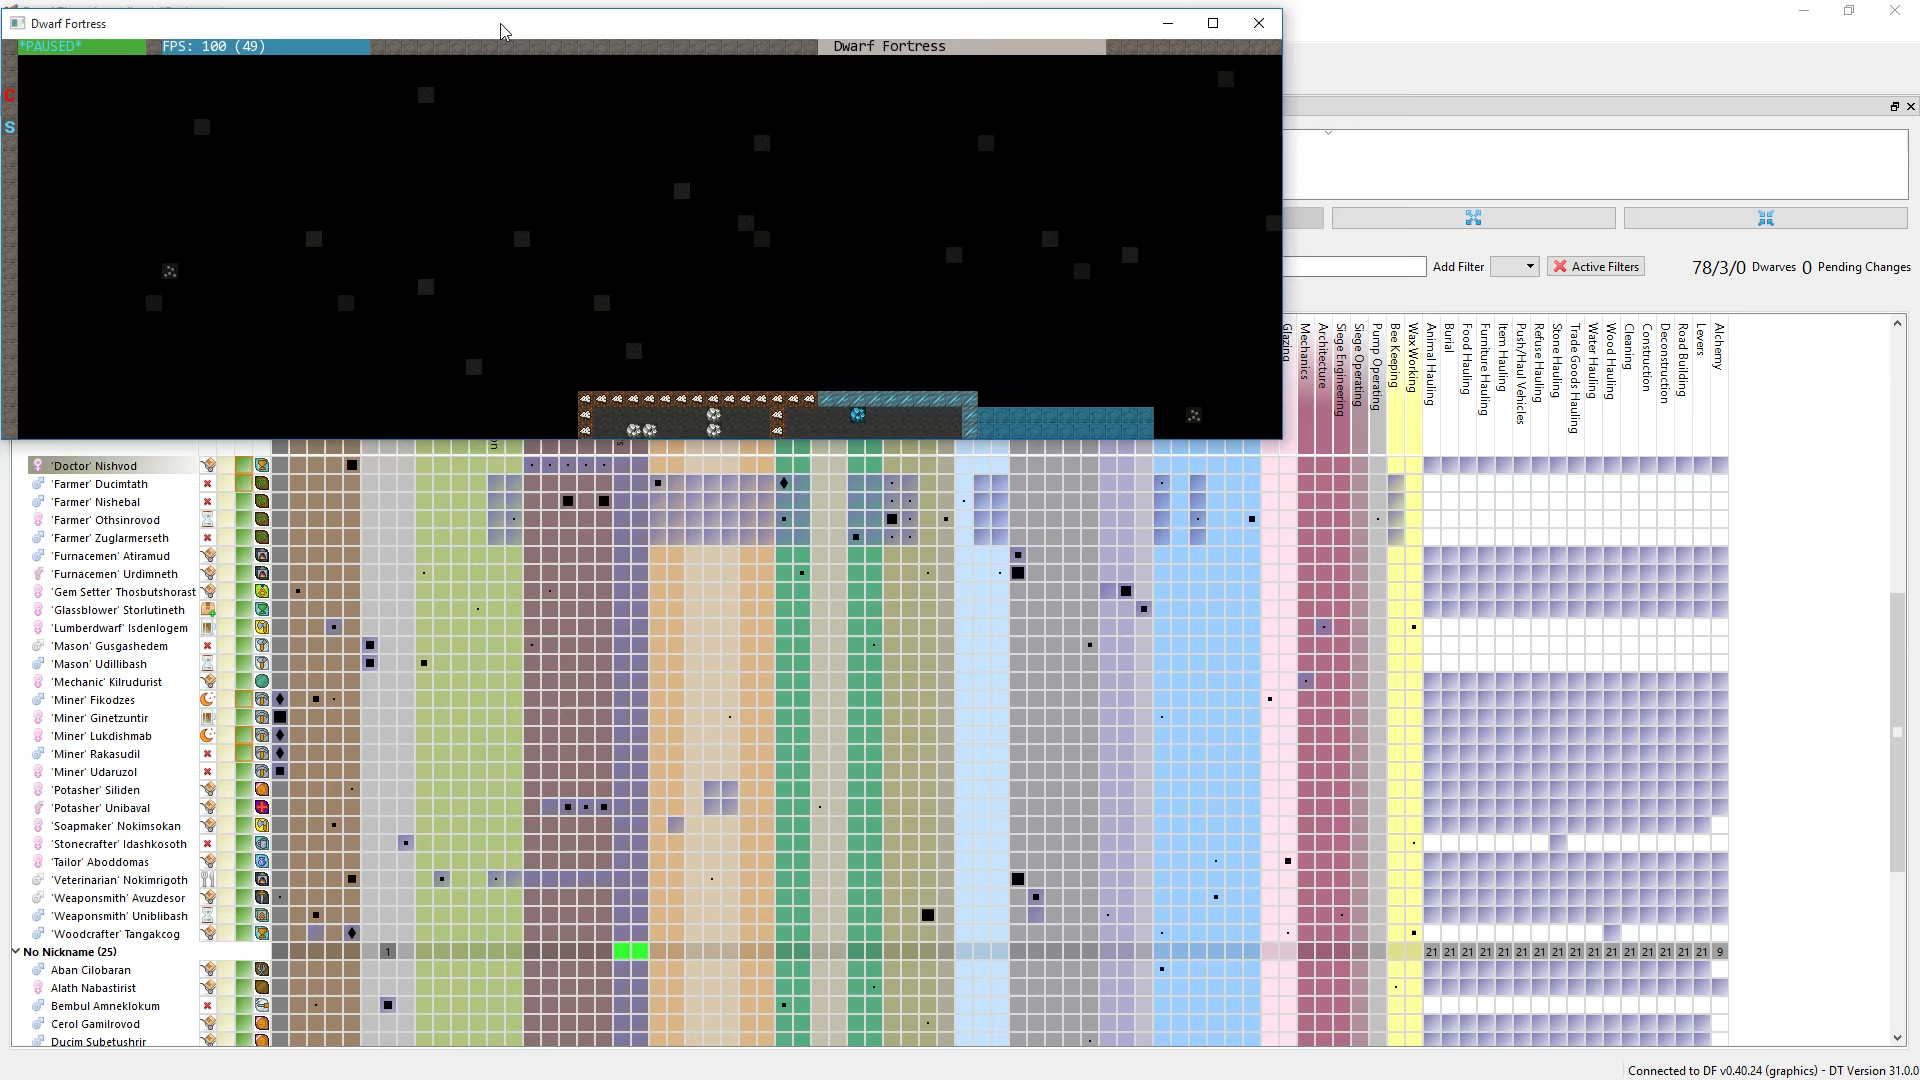 Dwarf Fortress
*PAUSED*
FPS: 100 (49)
Dwarf Fortress
C
S
Add Filter
Active Filters
78/3/0 Dwarves 0 Pending Changes
Glazing
Mechanics
Architecture
Siege Engineering
Siege Operating
Pump Operating
Bee Keeping
Wax Working
Animal Hauling
Burial
Food Hauling
Furniture Hauling
Item Hauling
Push/Haul Vehicles
Refuse Hauling
Stone Hauling
Trade Goods Hauling
Water Hauling
Wood Hauling
Cleaning
Construction
Deconstruction
Road Building
Levers
Alchemy
'Doctor' Nishvod
'Farmer' Ducimtath
'Farmer' Nishebal
'Farmer' Othsinrovod
'Farmer' Zuglarmerseth
'Furnacemen' Atiramud
'Furnacemen' Urdimneth
'Gem Setter' Thosbutshorast
'Glassblower' Storlutineth
'Lumberdwarf' Isdenlogem
'Mason' Gusgashedem
'Mason' Udillibash
'Mechanic' Kilrudurist
'Miner' Fikodzes
'Miner' Ginetzuntir
'Miner' Lukdishmab
'Miner' Rakasudil
'Miner' Udaruzol
'Potasher' Siliden
'Potasher' Unibaval
'Soapmaker' Nokimsokan
'Stonecrafter' Idashkosoth
'Tailor' Aboddomas
'Veterinarian' Nokimrigoth
'Weaponsmith' Avuzdesor
'Weaponsmith' Uniblibash
'Woodcrafter' Tangakcog
No Nickname (25) 1 21 21 21 21 21 21 21 21 21 21 21 21 21 21 21 21 9
Aban Cilobaran
Alath Nabastirist
Bembul Amneklokum
Cerol Gamilrovod
Ducim Subetushrir
Connected to DF v0.40.24 (graphics) - DT Version 31.0.0